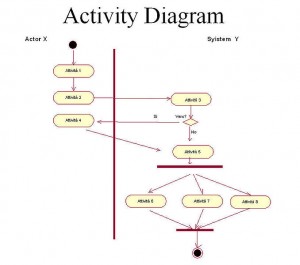 Activity Diagram
Actor X
Syistem Y
Attività 1
Attività 2
Attività 3
Attività 4
Si
Vero?
No
Attività 5
Attività 6
Attività 7
Attività 8